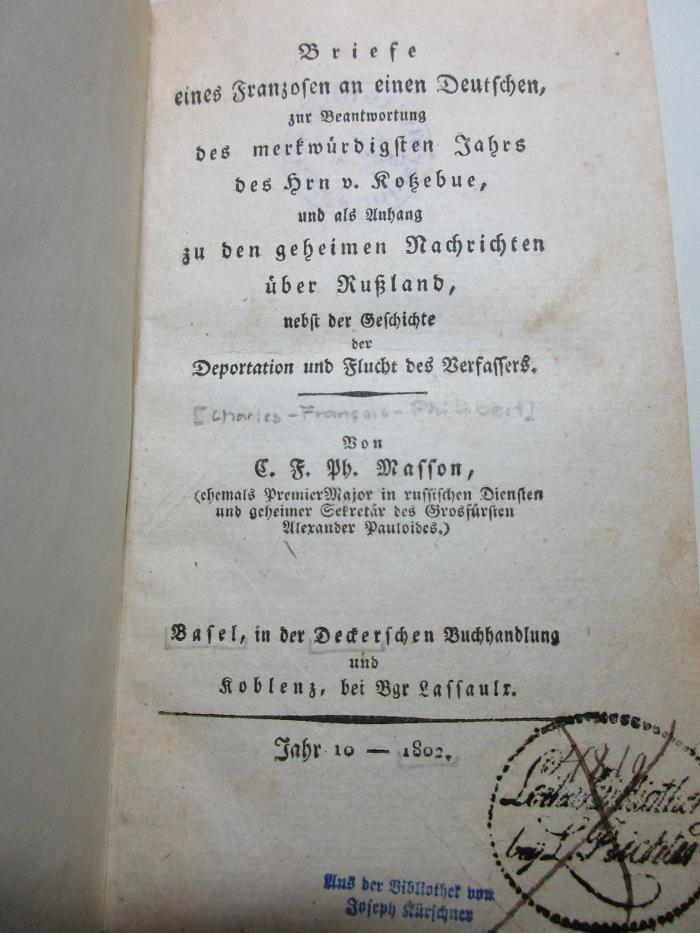 Briefe
eines Franzosen an einen Deutschen,
zur Beantwortung
des merkwürdigsten Jahrs
des Hrn v. Kotzebue,
und als Anhang
zu den geheimen Nachrichten
über Rußland,
nebst der Geschichte
der
Deportation und Flucht des Verfassers.
[Charles-François-Philibert]
Von
C. F. Ph. Masson,
(ehemals PremierMajor in russischen Diensten
und geheimer Sekretär des Grosfürsten
Alexander Pauloides.)
Basel, in der Deckerschen Buchhandlung
und
Koblenz, bei Bgr Lassaulx.
Jahr 10 — 1802.
Aus der Bibliothek von
Joseph Kürschner